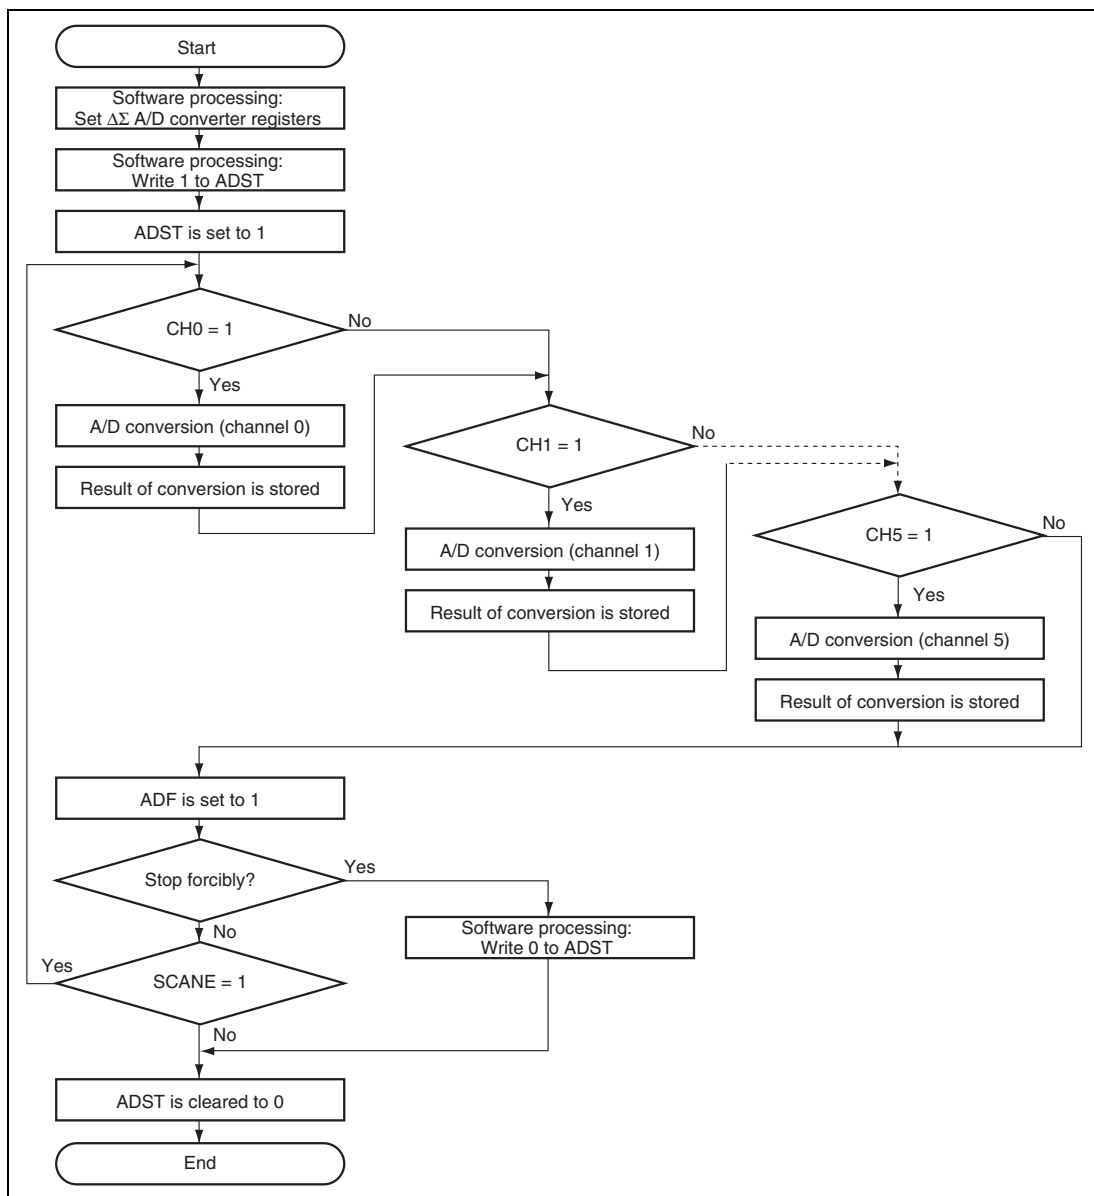 Start
Software processing:
Set ΔΣ A/D converter registers
Software processing:
Write 1 to ADST
ADST is set to 1
CH0 = 1
No
Yes
A/D conversion (channel 0)
Result of conversion is stored
CH1 = 1
No
Yes
A/D conversion (channel 1)
Result of conversion is stored
CH5 = 1
No
Yes
A/D conversion (channel 5)
Result of conversion is stored
ADF is set to 1
Stop forcibly?
Yes
No
Software processing:
Write 0 to ADST
SCANE = 1
Yes
No
ADST is cleared to 0
End